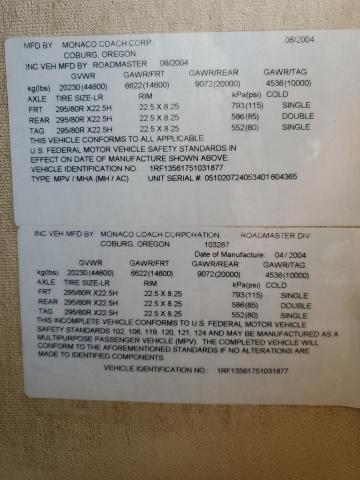 MFD BY MONACO COACH CORP. 06/2004
COBURG, OREGON
INC VEH MFD BY ROADMASTER 06/2004
GVWR GAWR/FRT GAWR/REAR GAWR/TAG
kg(lbs) 20230(44600) 6622(14600) 9072(20000) 4536(10000)
AXLE TIRE SIZE-LR RIM kPa(psi) COLD
FRT 295/80R X22.5H 22.5 X 8.25 793(115) SINGLE
REAR 295/80R X22.5H 22.5 X 8.25 586(85) DOUBLE
TAG 295/80R X22.5H 22.5 X 8.25 552(80) SINGLE
THIS VEHICLE CONFORMS TO ALL APPLICABLE
U.S. FEDERAL MOTOR VEHICLE SAFETY STANDARDS IN
EFFECT ON DATE OF MANUFACTURE SHOWN ABOVE.
VEHICLE IDENTIFICATION NO: 1RF13561751031877
TYPE MPV / MHA (MH / AC) UNIT SERIAL #: 051020724053401604365
INC VEH MFD BY MONACO COACH CORPORATION, ROADMASTER DIV
COBURG, OREGON 103287
Date of Manufacture: 04/2004
GVWR GAWR/FRT GAWR/REAR GAWR/TAG
kg(lbs) 20230(44600) 6622(14600) 9072(20000) 4536(10000)
AXLE TIRE SIZE-LR RIM kPa(psi) COLD
FRT 295/80R X22.5H 22.5 X 8.25 793(115) SINGLE
REAR 295/80R X22.5H 22.5 X 8.25 586(85) DOUBLE
TAG 295/80R X22.5H 22.5 X 8.25 552(80) SINGLE
THIS INCOMPLETE VEHICLE CONFORMS TO U.S. FEDERAL MOTOR VEHICLE
SAFETY STANDARDS 102, 106, 119, 120, 121, 124 AND MAY BE MANUFACTURED AS A
MULTIPURPOSE PASSENGER VEHICLE (MPV). THE COMPLETED VEHICLE WILL
CONFORM TO THE AFOREMENTIONED STANDARDS IF NO ALTERATIONS ARE
MADE TO IDENTIFIED COMPONENTS.
VEHICLE IDENTIFICATION NO: 1RF13561751031877